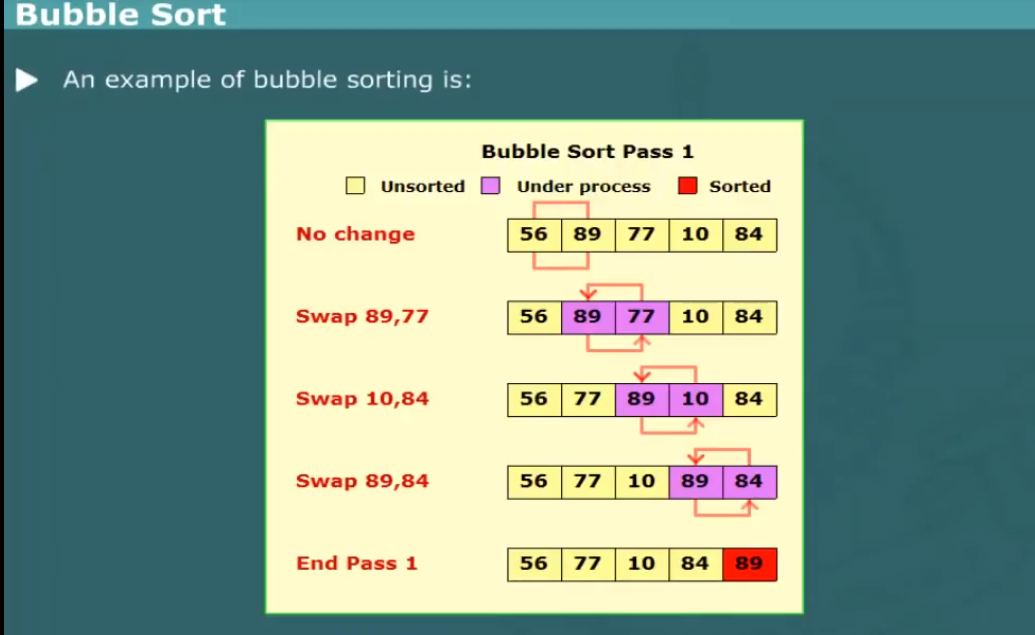 Bubble Sort
An example of bubble sorting is:
Bubble Sort Pass 1
Unsorted Under process Sorted
No change 56 89 77 10 84
Swap 89,77 56 89 77 10 84
Swap 10,84 56 77 89 10 84
Swap 89,84 56 77 10 89 84
End Pass 1 56 77 10 84 89